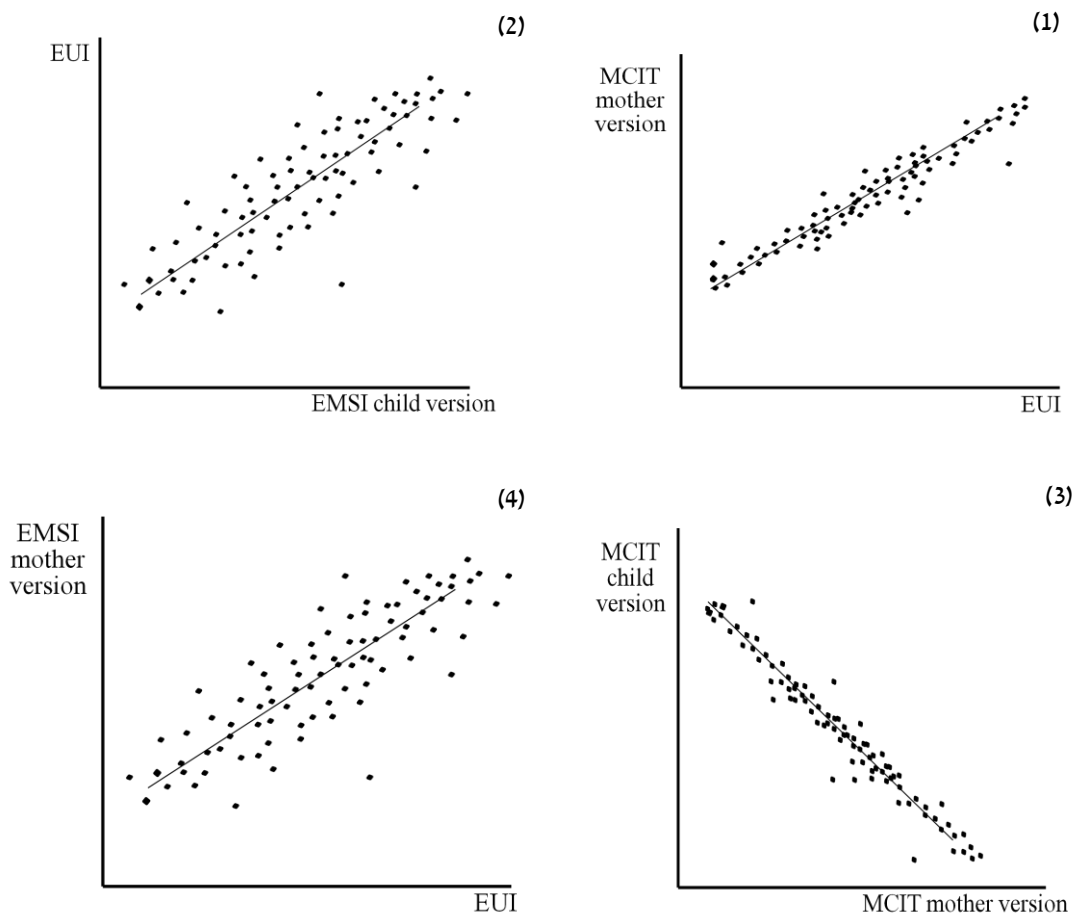 (2)
EUI
EMSI child version
(1)
MCIT
mother
version
EUI
(4)
EMSI
mother
version
EUI
(3)
MCIT
child
version
MCIT mother version